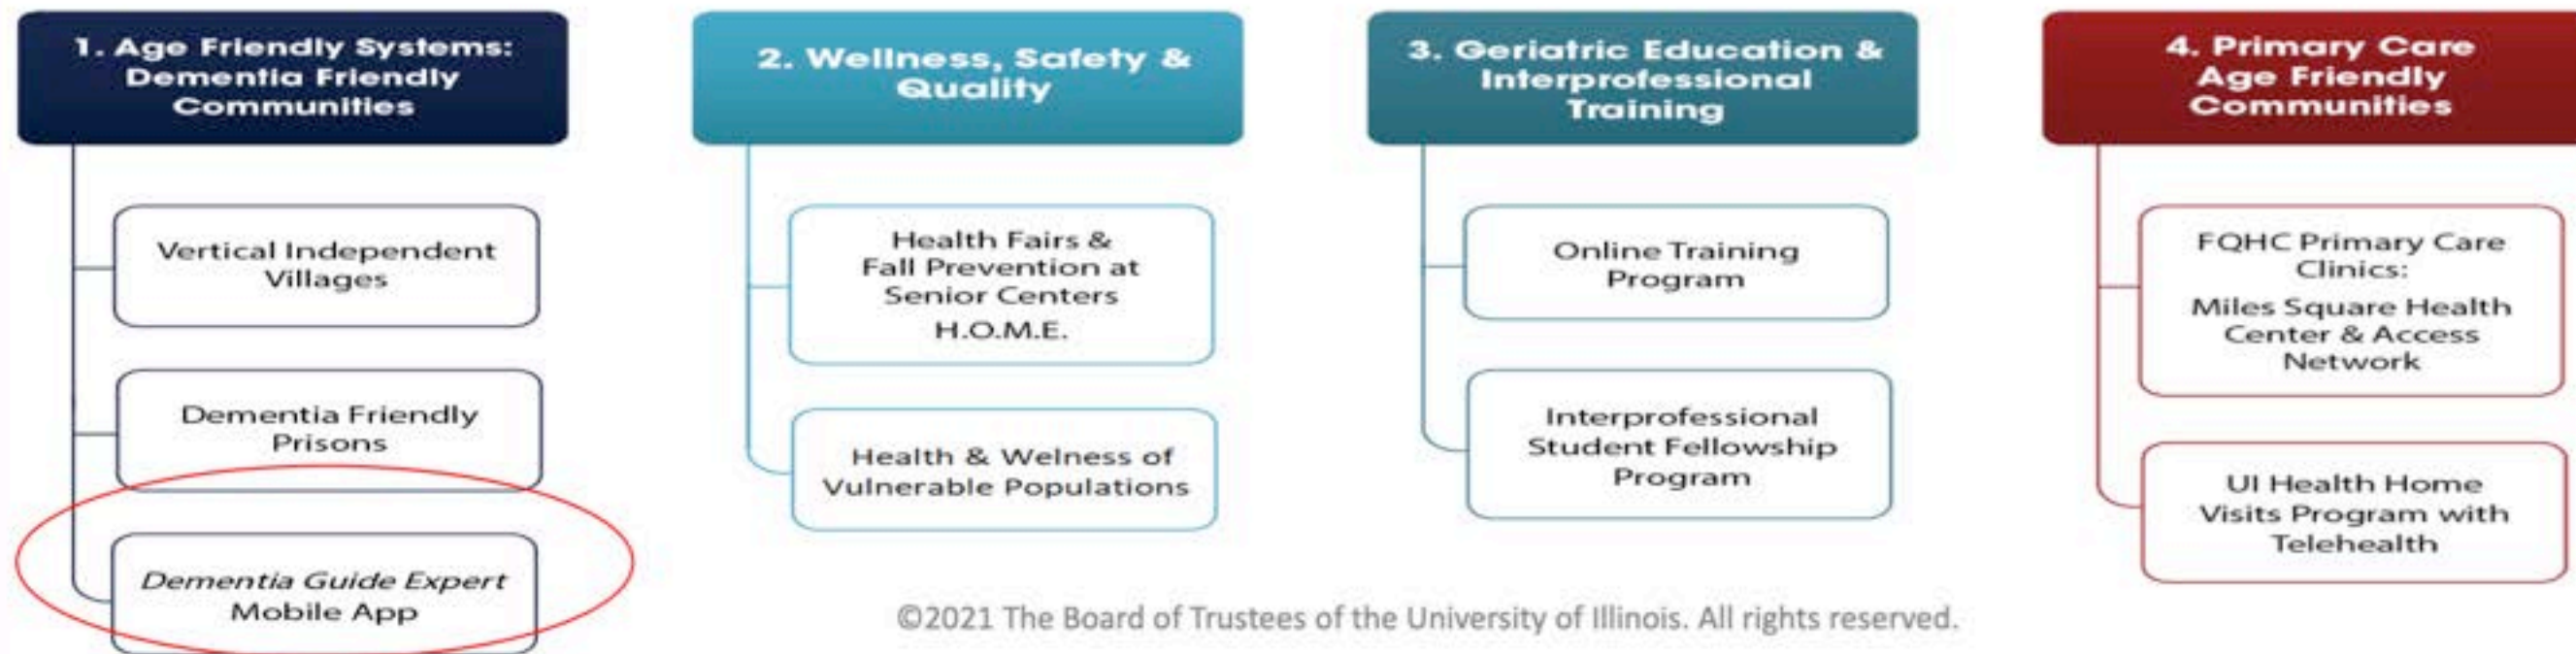 1. Age Friendly Systems:
Dementia Friendly
Communities
Vertical Independent
Villages
Dementia Friendly
Prisons
Dementia Guide Expert
Mobile App
2. Wellness, Safety &
Quality
Health Fairs &
Fall Prevention at
Senior Centers
H.O.M.E.
Health & Welness of
Vulnerable Populations
3. Geriatric Education &
Interprofessional
Training
Online Training
Program
Interprofessional
Student Fellowship
Program
4. Primary Care
Age Friendly
Communities
FQHC Primary Care
Clinics:
Miles Square Health
Center & Access
Network
UI Health Home
Visits Program with
Telehealth
©2021 The Board of Trustees of the University of Illinois. All rights reserved.